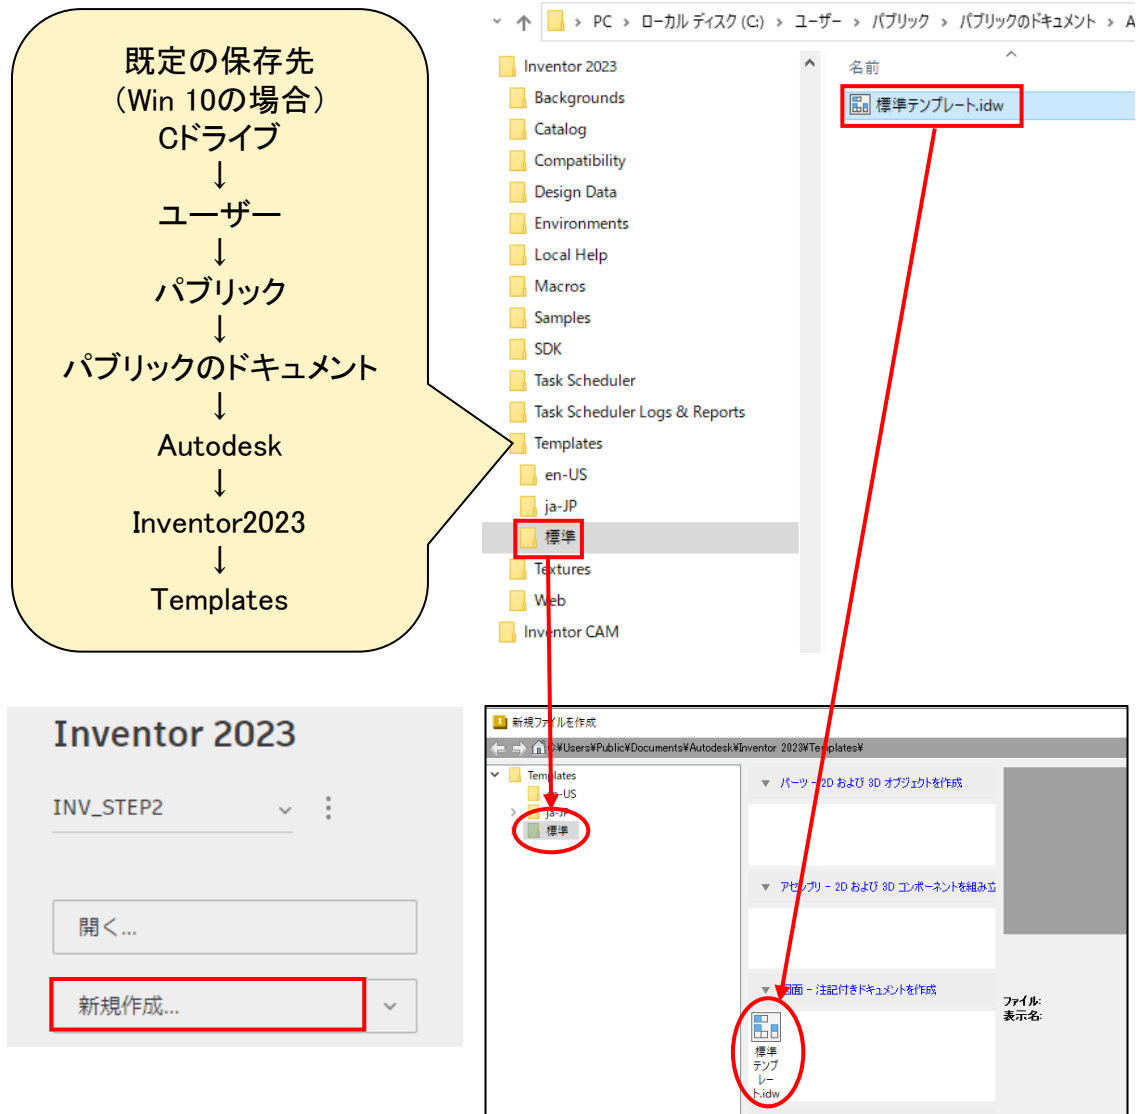 既定の保存先
（Win 10の場合）
Cドライブ
↓
ユーザー
↓
パブリック
↓
パブリックのドキュメント
↓
Autodesk
↓
Inventor2023
↓
Templates
PC › ローカル ディスク (C:) › ユーザー › パブリック › パブリックのドキュメント › A
Inventor 2023
Backgrounds
Catalog
Compatibility
Design Data
Environments
Local Help
Macros
Samples
SDK
Task Scheduler
Task Scheduler Logs & Reports
Templates
en-US
ja-JP
標準
Textures
Web
Inventor CAM
名前
標準テンプレート.idw
Inventor 2023
INV_STEP2
開く...
新規作成...
新規ファイルを作成
C:¥Users¥Public¥Documents¥Autodesk¥Inventor 2023¥Templates¥
Templates
en-US
ja-JP
標準
パーツ - 2D および 3D オブジェクトを作成
アセンブリ - 2D および 3D コンポーネントを組み立
図面 - 注記付きドキュメントを作成
標準
テンプ
レー
ト.idw
ファイル:
表示名: